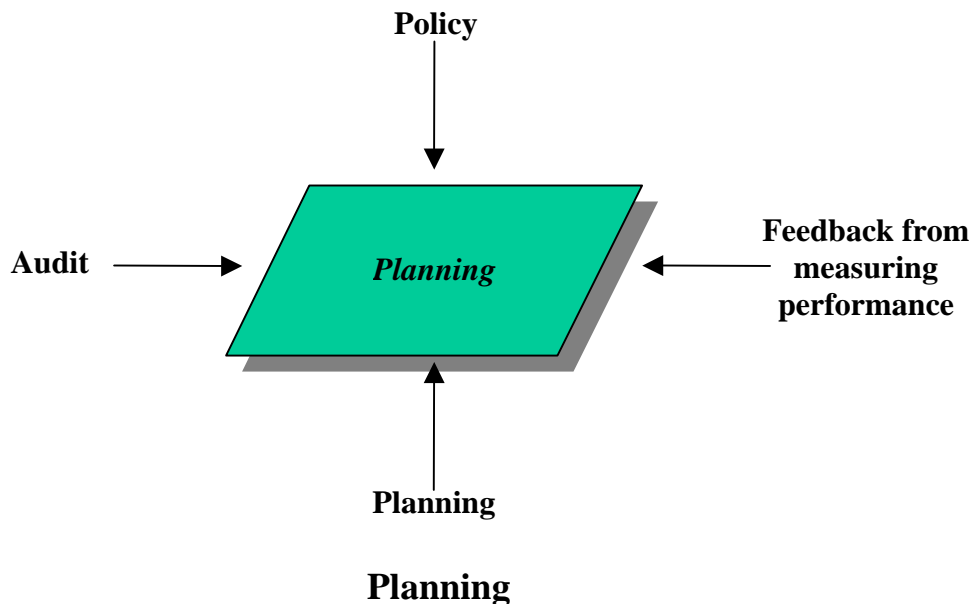 Policy
Audit
Planning
Feedback from
measuring
performance
Planning
Planning